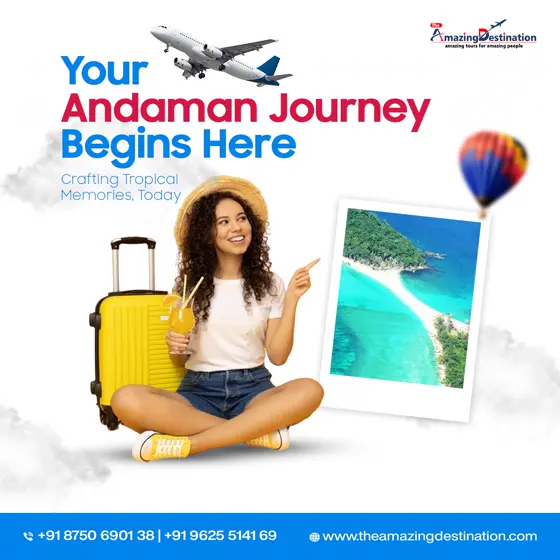 The
AmazingDestination
amazing tours for amazing people
Your
Andaman Journey
Begins Here
Crafting Tropical
Memories, Today
+91 8750 6901 38 | +91 9625 5141 69
www.theamazingdestination.com